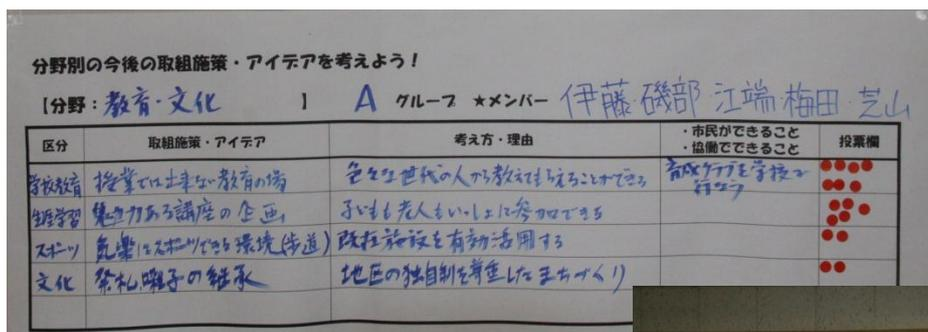 分野別の今後の取組施策・アイデアを考えよう！
【分野：教育・文化 】 A グループ ★メンバー 伊藤・磯部・江端・梅田・芝山
区分 取組施策・アイデア 考え方・理由 ・市民ができること ・協働でできること 投票欄
学校教育 授業では出来ない教育の場 色々な世代の人から教えてもらえることができる 育成クラブを学校で行なう
生涯学習 魅力ある講座の企画 子どもも老人もいっしょに参加できる
スポーツ 気楽にスポーツできる環境(歩道) 既存施設を有効活用する
文化 祭礼、囃子の継承 地区の独自制を尊重したまちづくり